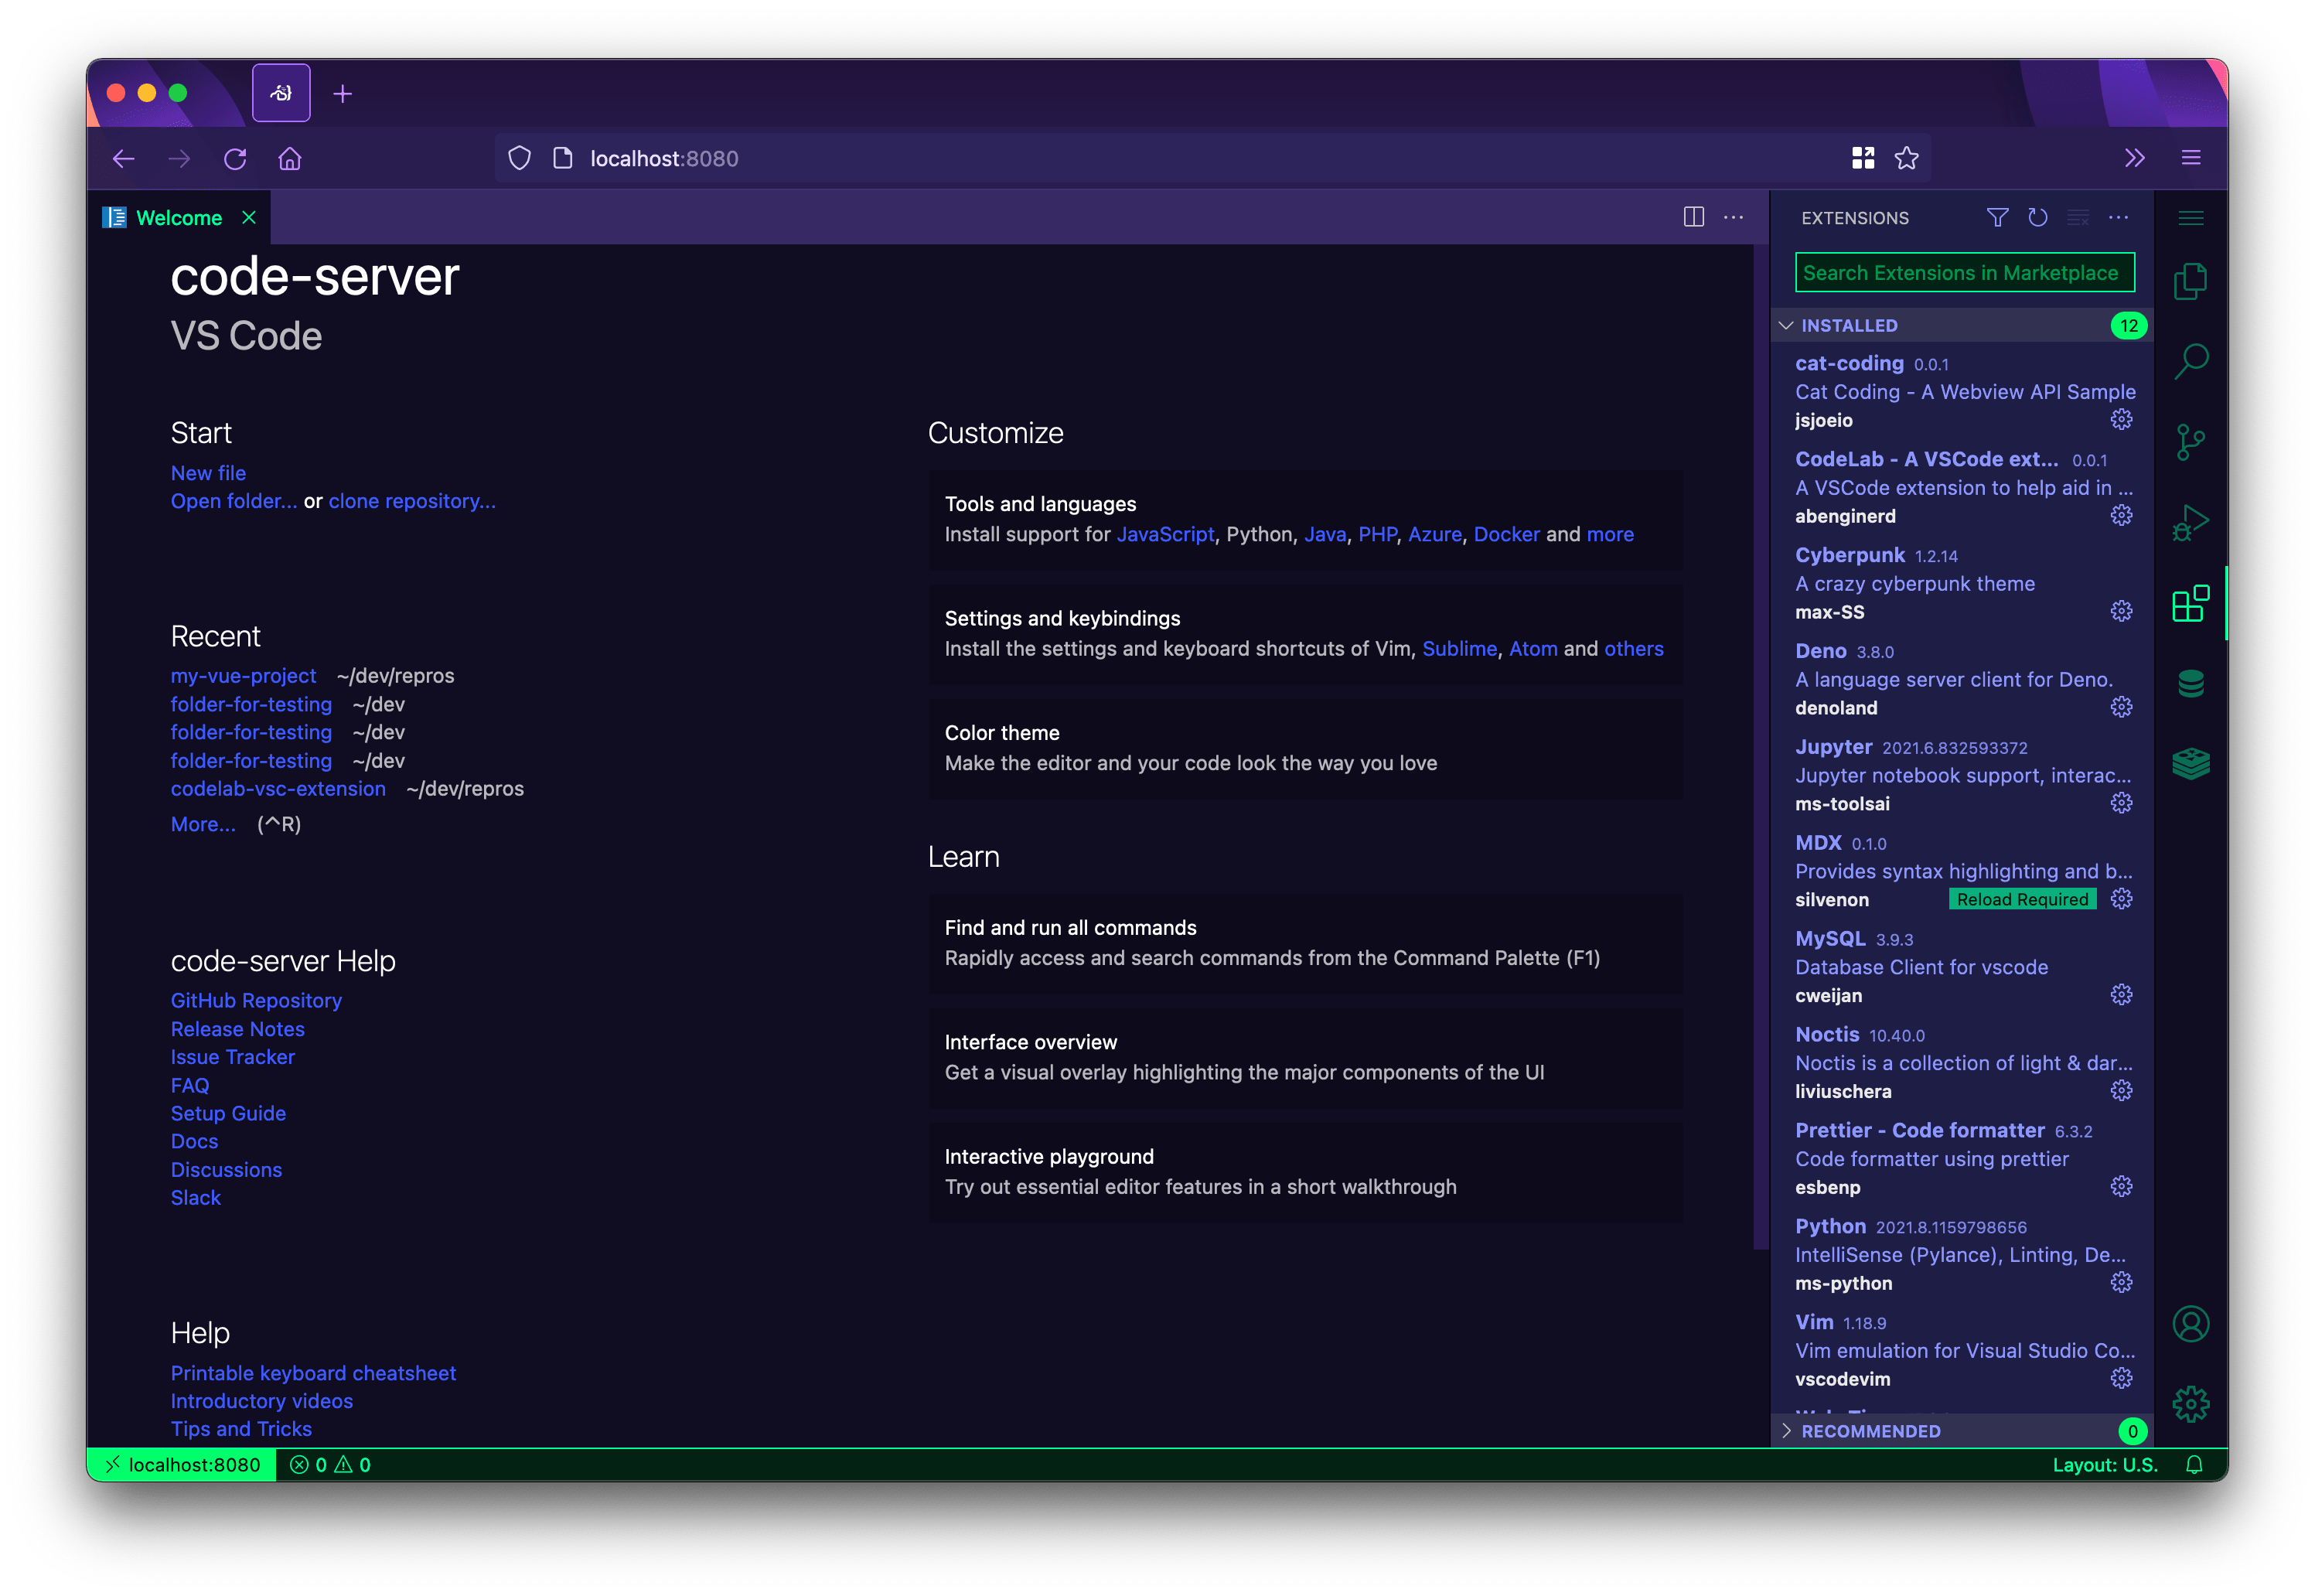 localhost:8080
Welcome
code-server
VS Code
Start
New file
Open folder... or clone repository...
Recent
my-vue-project ~/dev/repros
folder-for-testing ~/dev
folder-for-testing ~/dev
folder-for-testing ~/dev
codelab-vsc-extension ~/dev/repros
More... (^R)
code-server Help
GitHub Repository
Release Notes
Issue Tracker
FAQ
Setup Guide
Docs
Discussions
Slack
Help
Printable keyboard cheatsheet
Introductory videos
Tips and Tricks
Customize
Tools and languages
Install support for JavaScript, Python, Java, PHP, Azure, Docker and more
Settings and keybindings
Install the settings and keyboard shortcuts of Vim, Sublime, Atom and others
Color theme
Make the editor and your code look the way you love
Learn
Find and run all commands
Rapidly access and search commands from the Command Palette (F1)
Interface overview
Get a visual overlay highlighting the major components of the UI
Interactive playground
Try out essential editor features in a short walkthrough
EXTENSIONS
Search Extensions in Marketplace
INSTALLED 12
cat-coding 0.0.1
Cat Coding - A Webview API Sample
jsjoeio
CodeLab - A VSCode ext... 0.0.1
A VSCode extension to help aid in ...
abenginerd
Cyberpunk 1.2.14
A crazy cyberpunk theme
max-SS
Deno 3.8.0
A language server client for Deno.
denoland
Jupyter 2021.6.832593372
Jupyter notebook support, interac...
ms-toolsai
MDX 0.1.0
Provides syntax highlighting and b...
silvenon Reload Required
MySQL 3.9.3
Database Client for vscode
cweijan
Noctis 10.40.0
Noctis is a collection of light & dar...
liviuschera
Prettier - Code formatter 6.3.2
Code formatter using prettier
esbenp
Python 2021.8.1159798656
IntelliSense (Pylance), Linting, De...
ms-python
Vim 1.18.9
Vim emulation for Visual Studio Co...
vscodevim
RECOMMENDED 0
localhost:8080 0 0
Layout: U.S.